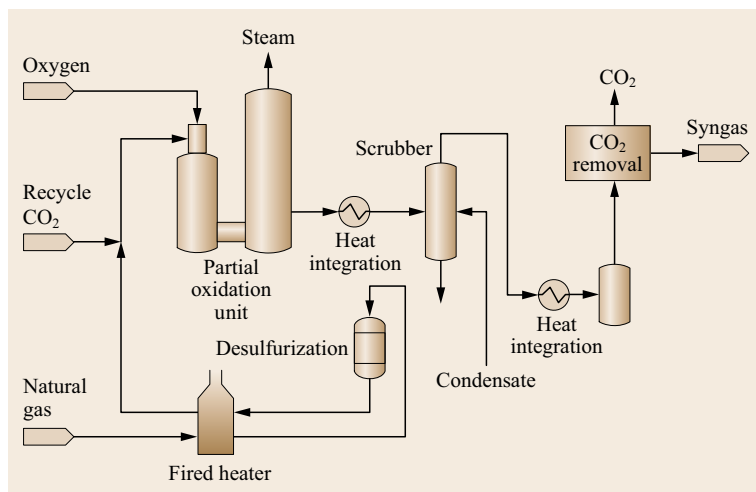 Steam
Oxygen
CO₂
Syngas
CO₂
removal
Scrubber
Recycle
CO₂
Heat
integration
Partial
oxidation
unit
Heat
integration
Desulfurization
Condensate
Natural
gas
Fired heater